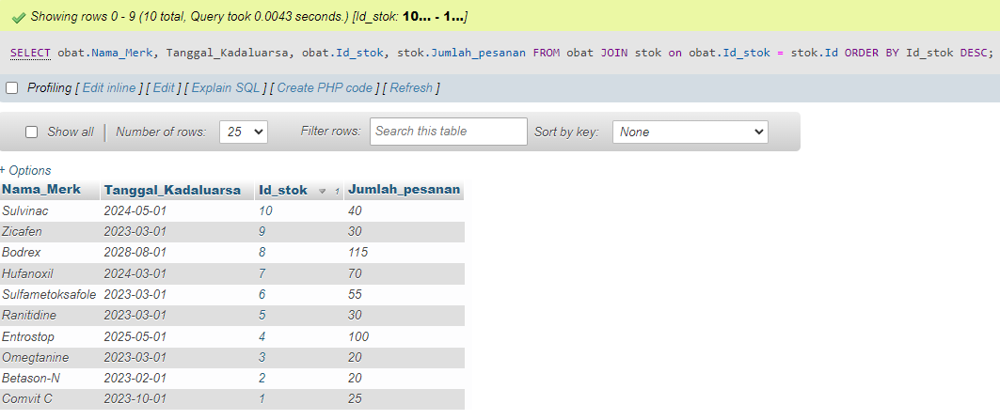 Showing rows 0 - 9 (10 total, Query took 0.0043 seconds.) [Id_stok: 10... - 1...]
SELECT obat.Nama_Merk, Tanggal_Kadaluarsa, obat.Id_stok, stok.Jumlah_pesanan FROM obat JOIN stok on obat.Id_stok = stok.Id ORDER BY Id_stok DESC;
Profiling [ Edit inline ] [ Edit ] [ Explain SQL ] [ Create PHP code ] [ Refresh ]
Show all | Number of rows: 25 Filter rows: Search this table Sort by key: None
+ Options
Nama_Merk Tanggal_Kadaluarsa Id_stok 1 Jumlah_pesanan
Sulvinac 2024-05-01 10 40
Zicafen 2023-03-01 9 30
Bodrex 2028-08-01 8 115
Hufanoxil 2024-03-01 7 70
Sulfametoksafole 2023-03-01 6 55
Ranitidine 2023-03-01 5 30
Entrostop 2025-05-01 4 100
Omegtanine 2023-03-01 3 20
Betason-N 2023-02-01 2 20
Comvit C 2023-10-01 1 25